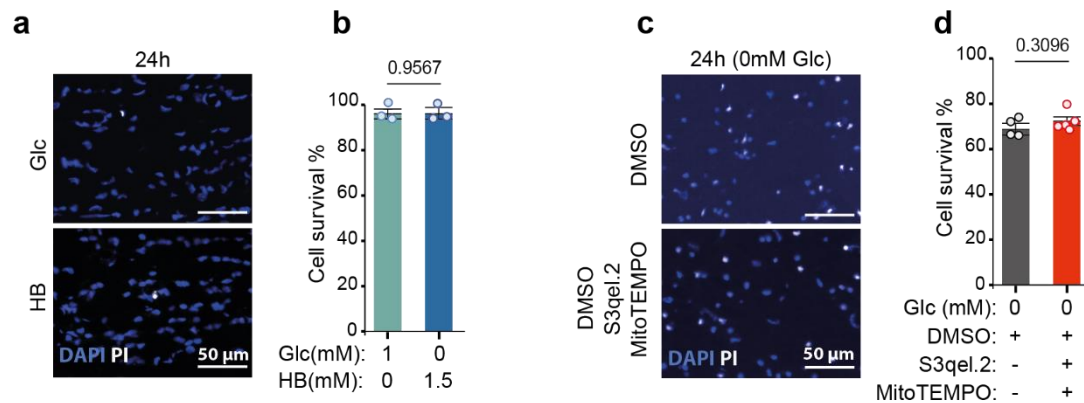 a
24h
Glc
HB
DAPI PI
50 µm
b
0.9567
Cell survival %
100
80
60
40
20
0
Glc(mM): 1 0
HB(mM): 0 1.5
c
24h (0mM Glc)
DMSO
DMSO
S3qel.2
MitoTEMPO
DAPI PI
50 µm
d
0.3096
Cell survival %
100
80
60
40
20
0
Glc (mM): 0 0
DMSO: + +
S3qel.2: - +
MitoTEMPO: - +